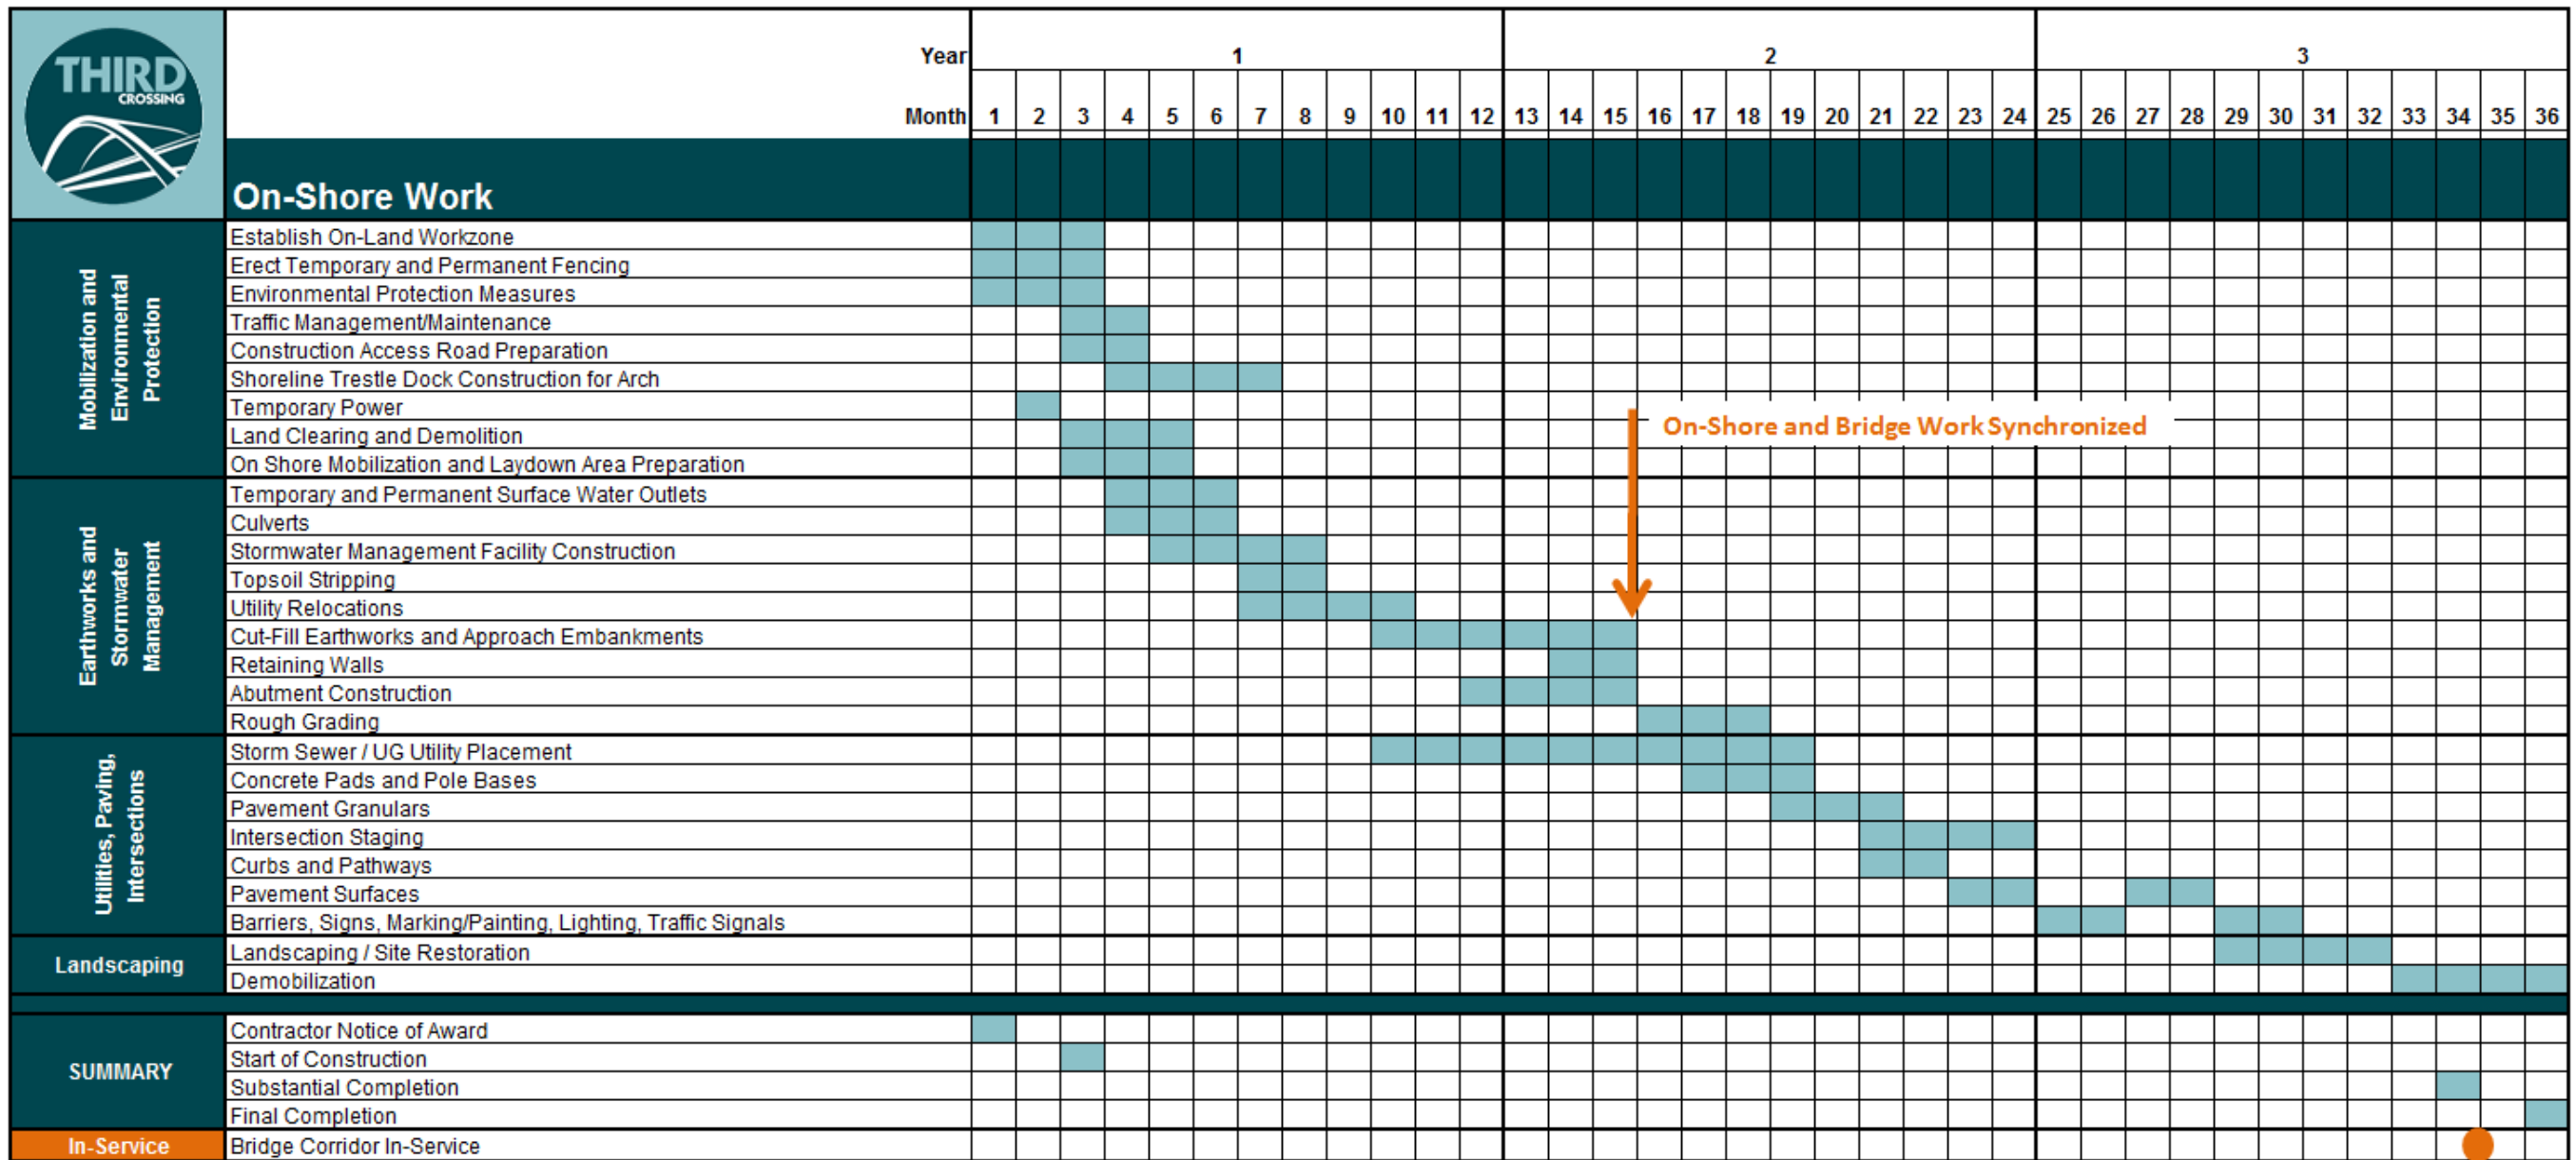 THIRD
CROSSING
Year 1 2 3
Month 1 2 3 4 5 6 7 8 9 10 11 12 13 14 15 16 17 18 19 20 21 22 23 24 25 26 27 28 29 30 31 32 33 34 35 36
On-Shore Work
Mobilization and
Environmental
Protection
Establish On-Land Workzone
Erect Temporary and Permanent Fencing
Environmental Protection Measures
Traffic Management/Maintenance
Construction Access Road Preparation
Shoreline Trestle Dock Construction for Arch
Temporary Power
Land Clearing and Demolition
On Shore Mobilization and Laydown Area Preparation
On-Shore and Bridge Work Synchronized
Earthworks and
Stormwater
Management
Temporary and Permanent Surface Water Outlets
Culverts
Stormwater Management Facility Construction
Topsoil Stripping
Utility Relocations
Cut-Fill Earthworks and Approach Embankments
Retaining Walls
Abutment Construction
Rough Grading
Utilities, Paving,
Intersections
Storm Sewer / UG Utility Placement
Concrete Pads and Pole Bases
Pavement Granulars
Intersection Staging
Curbs and Pathways
Pavement Surfaces
Barriers, Signs, Marking/Painting, Lighting, Traffic Signals
Landscaping
Landscaping / Site Restoration
Demobilization
SUMMARY
Contractor Notice of Award
Start of Construction
Substantial Completion
Final Completion
In-Service
Bridge Corridor In-Service